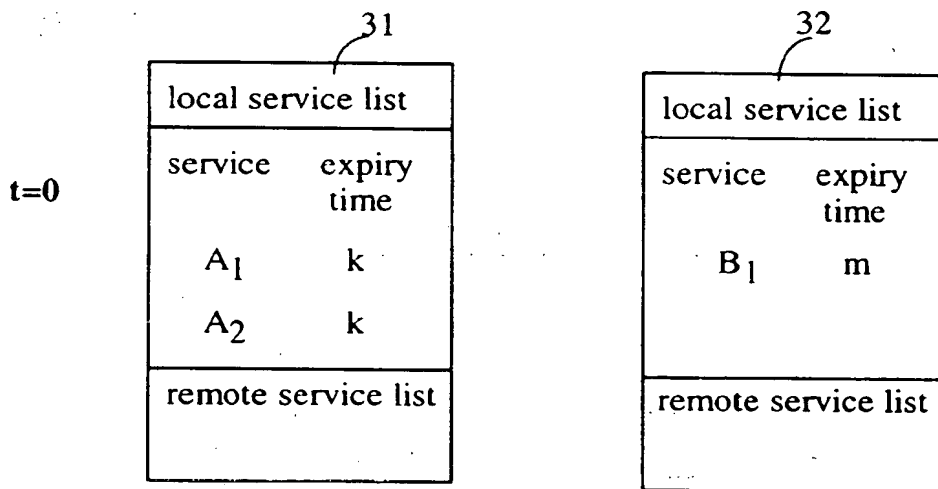 31
local service list
t=0
service expiry
time
A1 k
A2 k
remote service list
32
local service list
service expiry
time
B1 m
remote service list